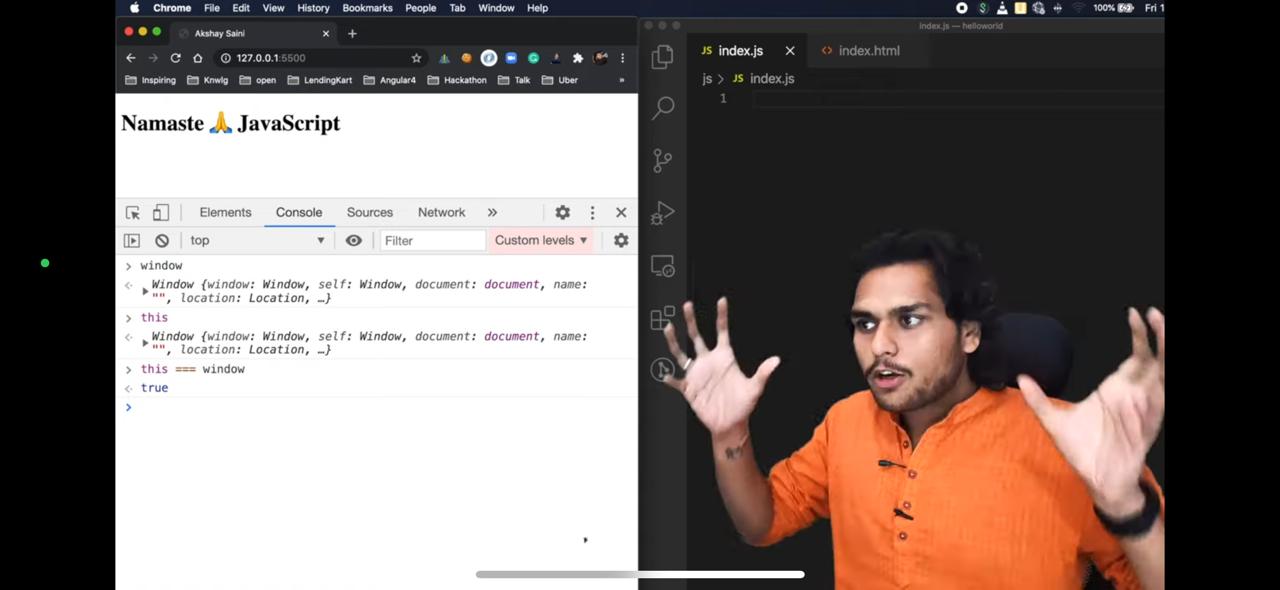 Chrome File Edit View History Bookmarks People Tab Window Help
100% Fri 1
Akshay Saini
index.js — helloworld
127.0.0.1:5500
JS index.js
<> index.html
Inspiring Knwlg open LendingKart Angular4 Hackathon Talk Uber »
js > JS index.js
1
Namaste 🙏 JavaScript
Elements Console Sources Network »
top Filter Custom levels
> window
Window {window: Window, self: Window, document: document, name:
"", location: Location, …}
> this
Window {window: Window, self: Window, document: document, name:
"", location: Location, …}
> this === window
true
>